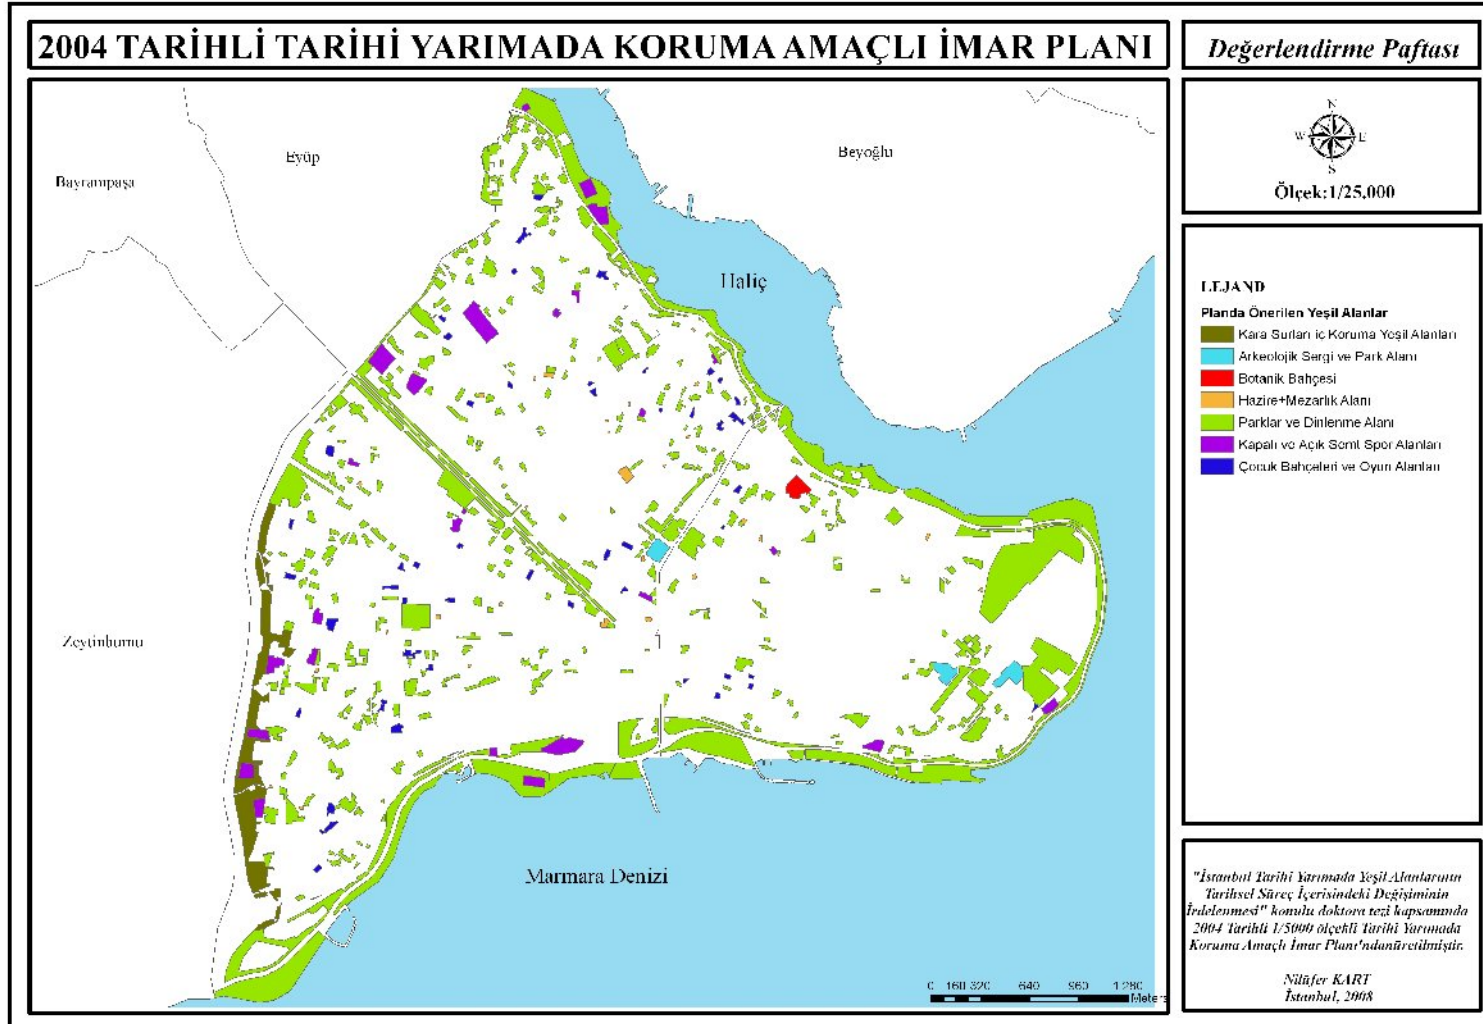 2004 TARİHLİ TARİHİ YARIMADA KORUMA AMAÇLI İMAR PLANI
Değerlendirme Paftası
N
W E
S
Ölçek:1/25.000
Bayrampaşa
Eyüp
Beyoğlu
Haliç
Zeytinburnu
Marmara Denizi
LEJAND
Planda Önerilen Yeşil Alanlar
Kara Surları iç Koruma Yeşil Alanları
Arkeolojik Sergi ve Park Alanı
Botanik Bahçesi
Hazire+Mezarlık Alanı
Parklar ve Dinlenme Alanı
Kapalı ve Açık Semt Spor Alanları
Çocuk Bahçeleri ve Oyun Alanları
0 160 320 640 960 1.280
Meters
"İstanbul Tarihi Yarımada Yeşil Alanlarının
Tarihsel Süreç İçerisindeki Değişiminin
İrdelenmesi" konulu doktora tezi kapsamında
2004 Tarihli 1/5000 ölçekli Tarihi Yarımada
Koruma Amaçlı İmar Planı'ndanüretilmiştir.
Nilüfer KART
İstanbul, 2008